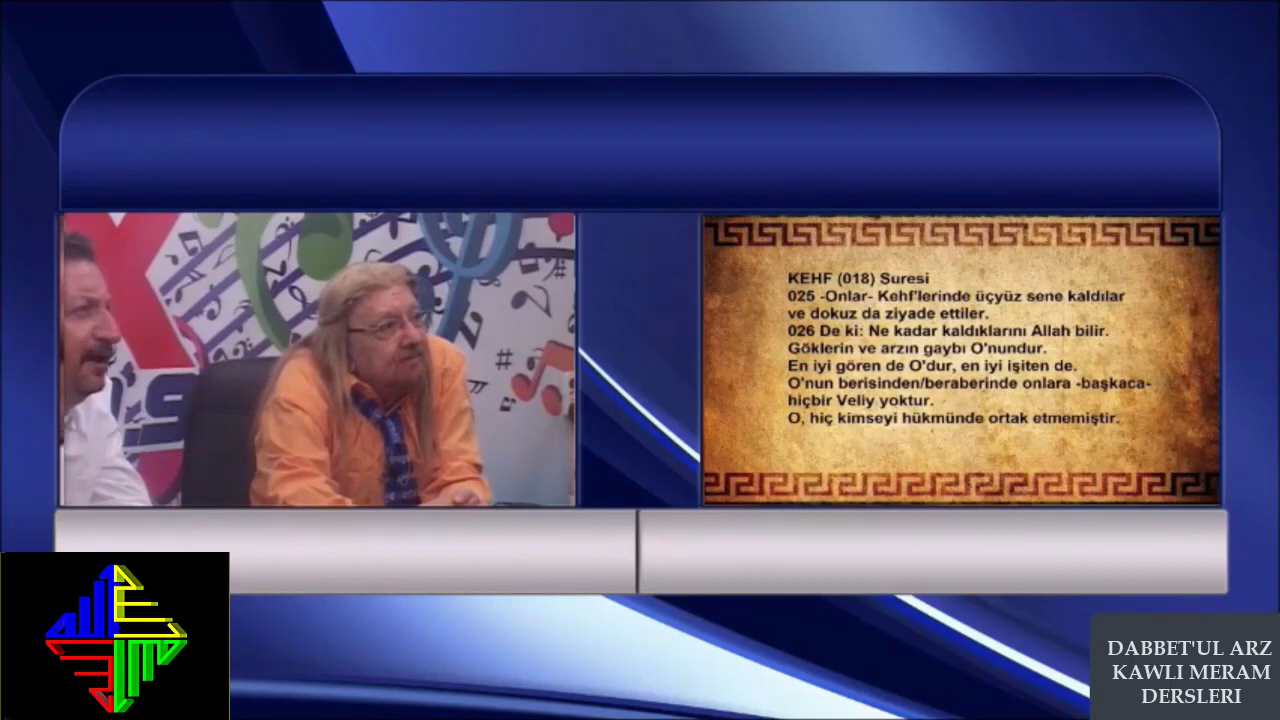 KEHF (018) Suresi
025 -Onlar- Kehf'lerinde üçyüz sene kaldılar
ve dokuz da ziyade ettiler.
026 De ki: Ne kadar kaldıklarını Allah bilir.
Göklerin ve arzın gaybı O'nundur.
En iyi gören de O'dur, en iyi işiten de.
O'nun berisinden/beraberinde onlara -başkaca-
hiçbir Veliy yoktur.
O, hiç kimseyi hükmünde ortak etmemiştir.
DABBET'UL ARZ
KAWLI MERAM
DERSLERI